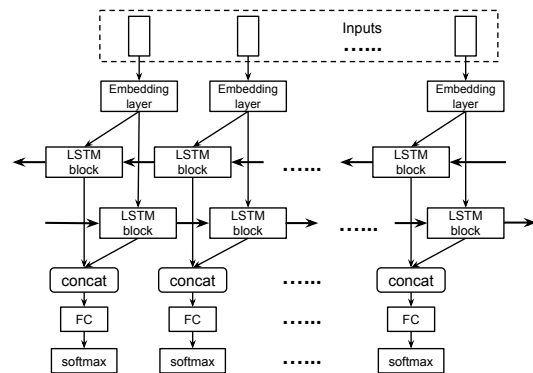 Inputs
......
Embedding layer
Embedding layer
Embedding layer
LSTM block
LSTM block
......
LSTM block
LSTM block
LSTM block
......
LSTM block
concat
concat
......
concat
FC
FC
......
FC
softmax
softmax
......
softmax